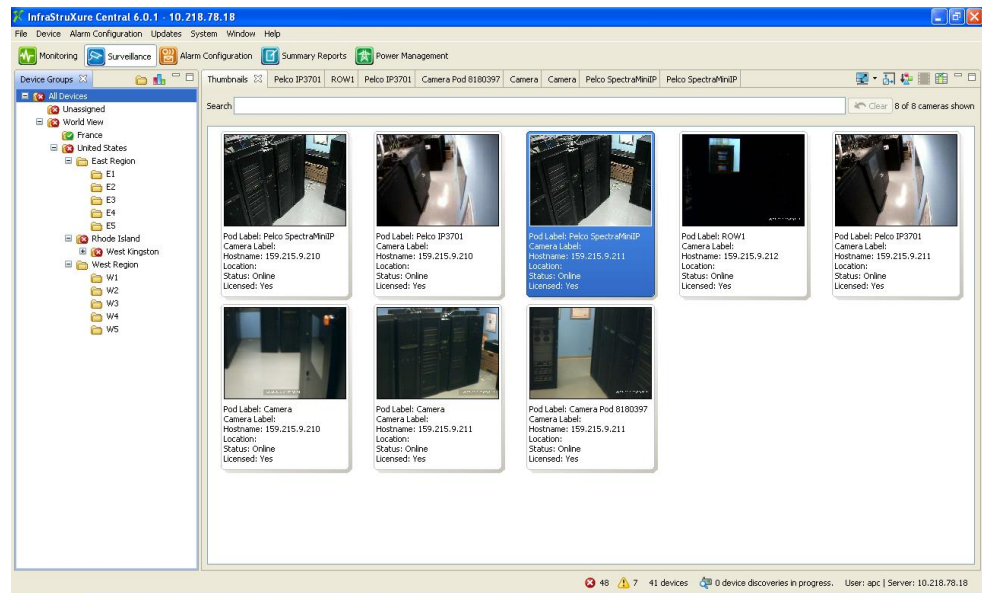 InfraStruXure Central 6.0.1 - 10.218.78.18
File Device Alarm Configuration Updates System Window Help
Monitoring Surveillance Alarm Configuration Summary Reports Power Management
Device Groups
All Devices
Unassigned
World View
France
United States
East Region
E1
E2
E3
E4
E5
Rhode Island
West Kingston
West Region
W1
W2
W3
W4
W5
Thumbnails Pelco IP3701 ROW1 Pelco IP3701 Camera Pod 8180397 Camera Camera Pelco SpectraMiniIP Pelco SpectraMiniIP
Search Clear 8 of 8 cameras shown
Pod Label: Pelco SpectraMiniIP
Camera Label:
Hostname: 159.215.9.210
Location:
Status: Online
Licensed: Yes
Pod Label: Pelco IP3701
Camera Label:
Hostname: 159.215.9.210
Location:
Status: Online
Licensed: Yes
Pod Label: Pelco SpectraMiniIP
Camera Label:
Hostname: 159.215.9.211
Location:
Status: Online
Licensed: Yes
Pod Label: ROW1
Camera Label:
Hostname: 159.215.9.212
Location:
Status: Online
Licensed: Yes
Pod Label: Pelco IP3701
Camera Label:
Hostname: 159.215.9.211
Location:
Status: Online
Licensed: Yes
Pod Label: Camera
Camera Label:
Hostname: 159.215.9.210
Location:
Status: Online
Licensed: Yes
Pod Label: Camera
Camera Label:
Hostname: 159.215.9.211
Location:
Status: Online
Licensed: Yes
Pod Label: Camera Pod 8180397
Camera Label:
Hostname: 159.215.9.211
Location:
Status: Online
Licensed: Yes
48 7 41 devices 0 device discoveries in progress. User: apc | Server: 10.218.78.18